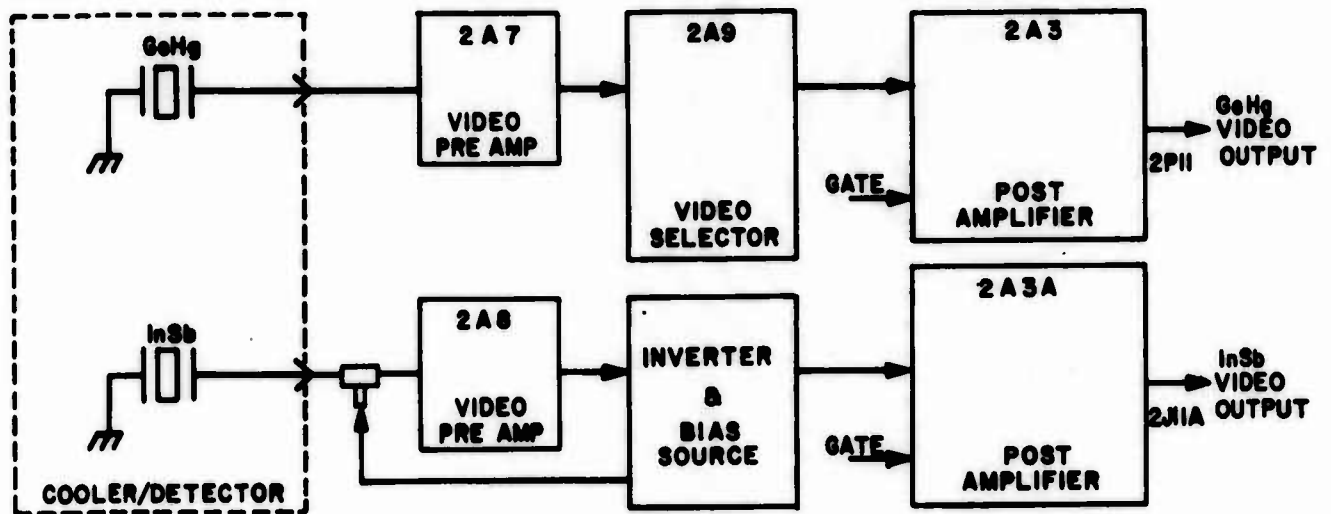 GeHg
2A7
VIDEO
PRE AMP
2A9
VIDEO
SELECTOR
2A3
GATE
POST
AMPLIFIER
GeHg
VIDEO
OUTPUT
2P11
InSb
2A8
VIDEO
PRE AMP
INVERTER
&
BIAS
SOURCE
2A3A
GATE
POST
AMPLIFIER
InSb
VIDEO
OUTPUT
2J11A
COOLER/DETECTOR